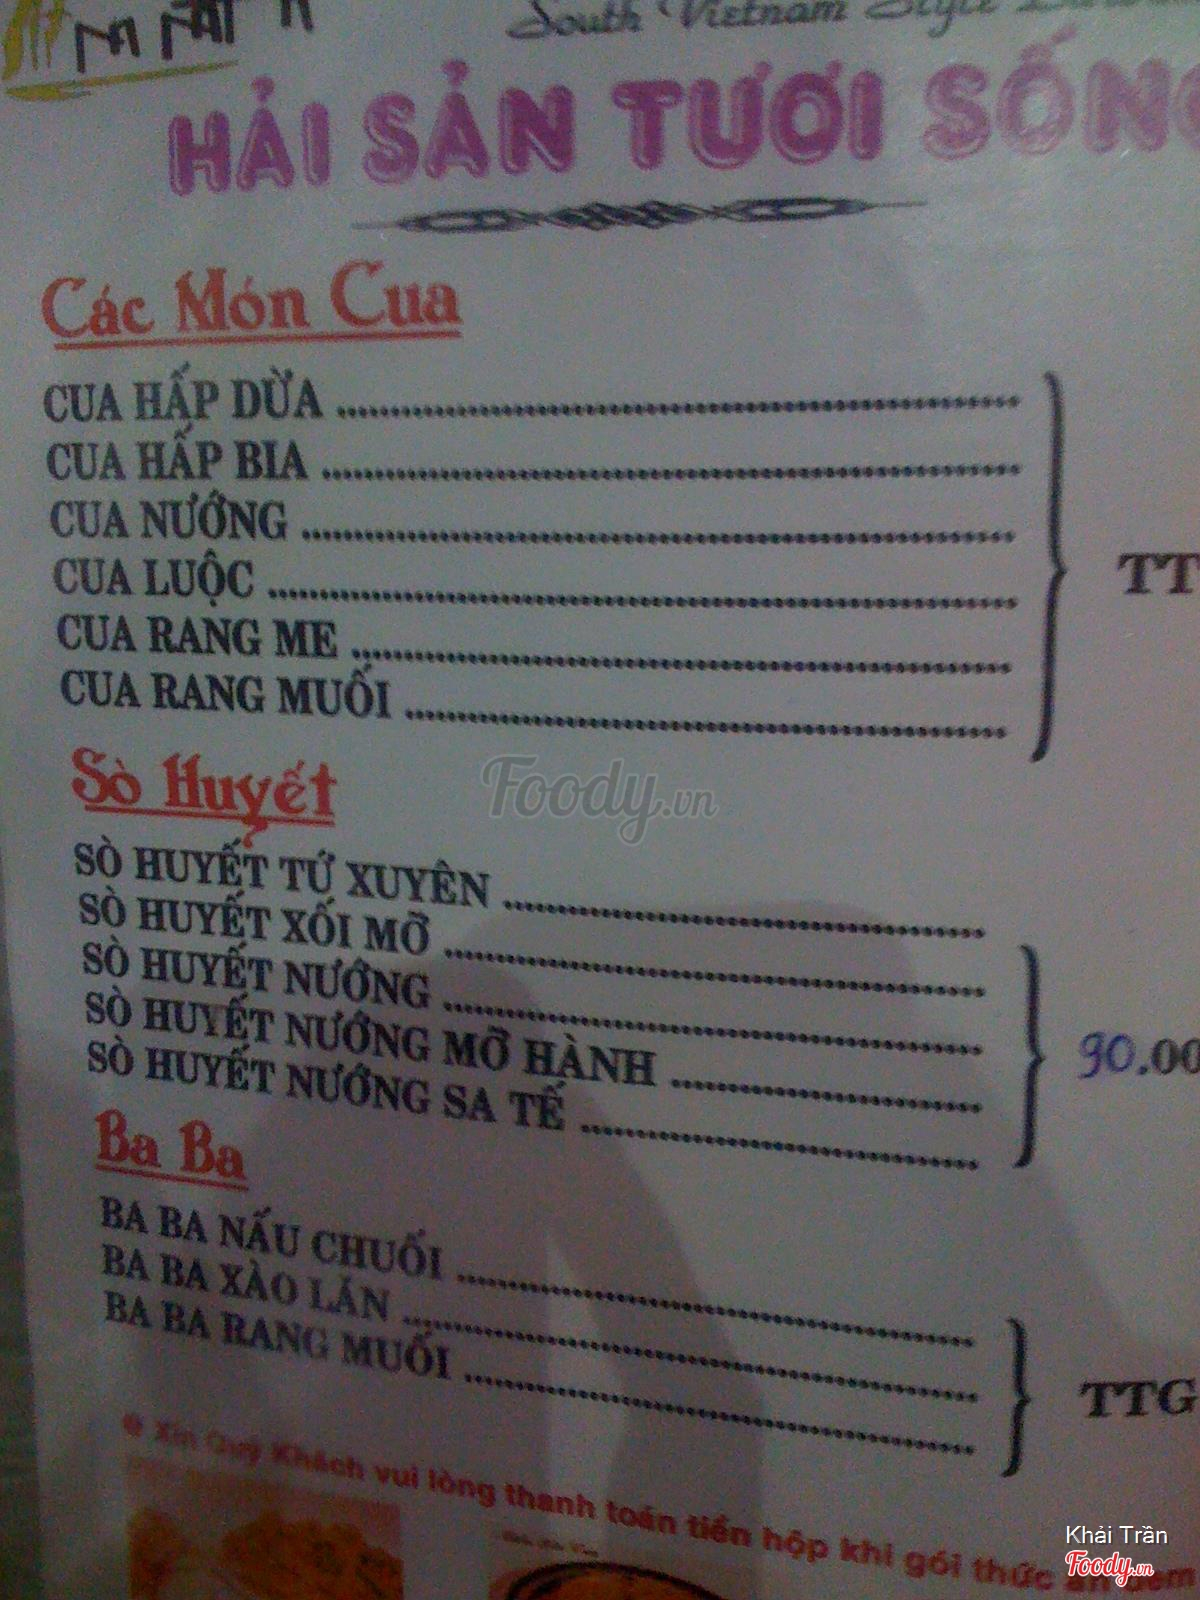 South Vietnam Style
HẢI SẢN TƯƠI SỐNG
Các Món Cua
CUA HẤP DỪA
CUA HẤP BIA
CUA NƯỚNG
CUA LUỘC
CUA RANG ME
CUA RANG MUỐI
TT
Sò Huyết
SÒ HUYẾT TỨ XUYÊN
SÒ HUYẾT XỐI MỠ
SÒ HUYẾT NƯỚNG
SÒ HUYẾT NƯỚNG MỠ HÀNH
SÒ HUYẾT NƯỚNG SA TẾ
90.00
Ba Ba
BA BA NẤU CHUỐI
BA BA XÀO LĂN
BA BA RANG MUỐI
TTG
Xin Quý Khách vui lòng thanh toán tiền hộp khi gói thức ăn đem
Foody.vn
Khải Trần
Foody.vn